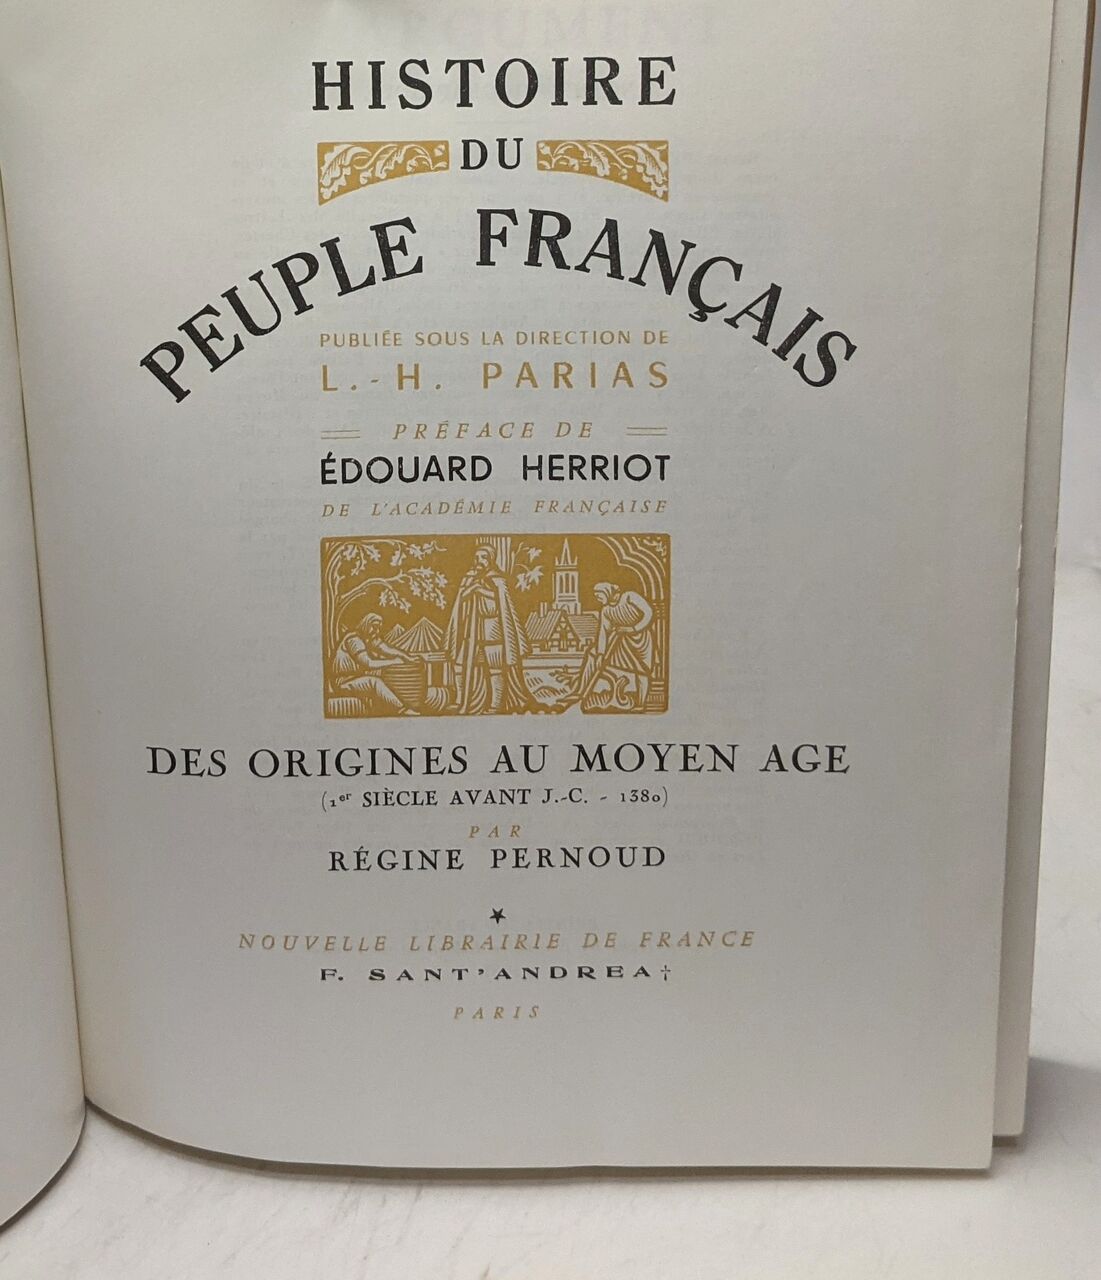 HISTOIRE
DU
PEUPLE FRANÇAIS
PUBLIÉE SOUS LA DIRECTION DE
L.-H. PARIAS
PRÉFACE DE
ÉDOUARD HERRIOT
DE L'ACADÉMIE FRANÇAISE
DES ORIGINES AU MOYEN AGE
(1er SIÈCLE AVANT J.-C. - 1380)
PAR
RÉGINE PERNOUD
NOUVELLE LIBRAIRIE DE FRANCE
F. SANT'ANDREA†
PARIS